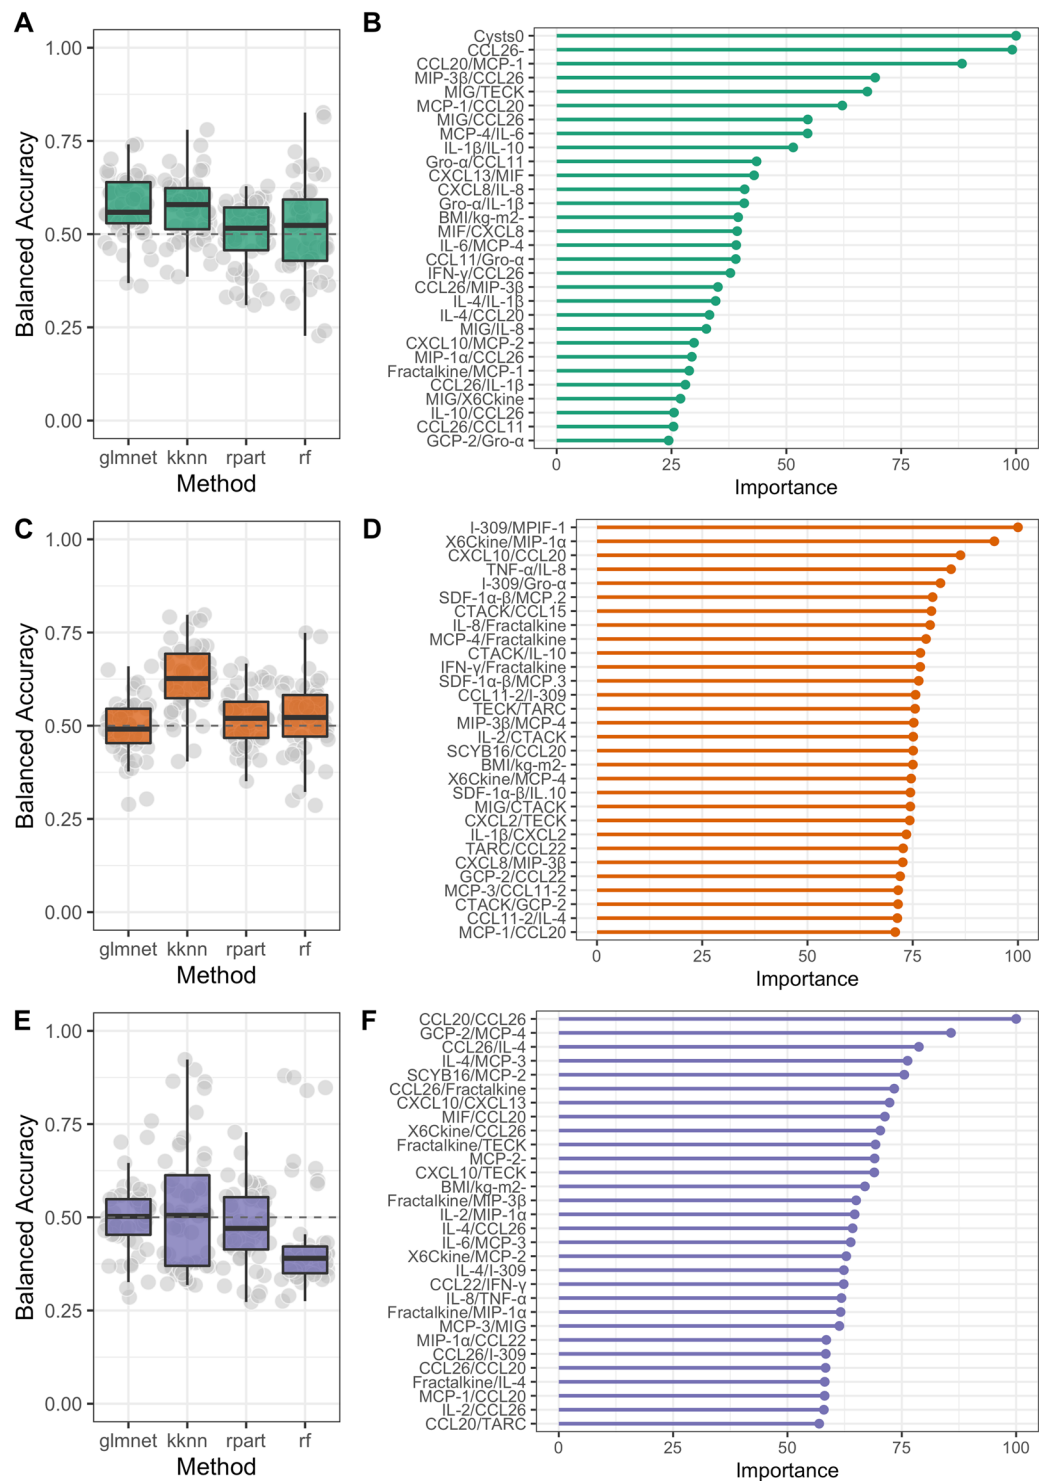 A
1.00
0.75
0.50
0.25
0.00
Balanced Accuracy
glmnet kknn rpart rf
Method
B
Cysts0
CCL26-
CCL20/MCP-1
MIP-3β/CCL26
MIG/TECK
MCP-1/CCL20
MIG/CCL26
MCP-4/IL-6
IL-1β/IL-10
Gro-α/CCL11
CXCL13/MIF
CXCL8/IL-8
Gro-α/IL-1β
BMI/kg-m2-
MIF/CXCL8
IL-6/MCP-4
CCL11/Gro-α
IFN-γ/CCL26
CCL26/MIP-3β
IL-4/IL-1β
IL-4/CCL20
MIG/IL-8
CXCL10/MCP-2
MIP-1α/CCL26
Fractalkine/MCP-1
CCL26/IL-1β
MIG/X6Ckine
IL-10/CCL26
CCL26/CCL11
GCP-2/Gro-α
0 25 50 75 100
Importance
C
1.00
0.75
0.50
0.25
0.00
Balanced Accuracy
glmnet kknn rpart rf
Method
D
I-309/MPIF-1
X6Ckine/MIP-1α
CXCL10/CCL20
TNF-α/IL-8
I-309/Gro-α
SDF-1α-β/MCP.2
CTACK/CCL15
IL-8/Fractalkine
MCP-4/Fractalkine
CTACK/IL-10
IFN-γ/Fractalkine
SDF-1α-β/MCP.3
CCL11-2/I-309
TECK/TARC
MIP-3β/MCP-4
IL-2/CTACK
SCYB16/CCL20
BMI/kg-m2-
X6Ckine/MCP-4
SDF-1α-β/IL.10
MIG/CTACK
CXCL2/TECK
IL-1β/CXCL2
TARC/CCL22
CXCL8/MIP-3β
GCP-2/CCL22
MCP-3/CCL11-2
CTACK/GCP-2
CCL11-2/IL-4
MCP-1/CCL20
0 25 50 75 100
Importance
E
1.00
0.75
0.50
0.25
0.00
Balanced Accuracy
glmnet kknn rpart rf
Method
F
CCL20/CCL26
GCP-2/MCP-4
CCL26/IL-4
IL-4/MCP-3
SCYB16/MCP-2
CCL26/Fractalkine
CXCL10/CXCL13
MIF/CCL20
X6Ckine/CCL26
Fractalkine/TECK
MCP-2-
CXCL10/TECK
BMI/kg-m2-
Fractalkine/MIP-3β
IL-2/MIP-1α
IL-4/CCL26
IL-6/MCP-3
X6Ckine/MCP-2
IL-4/I-309
CCL22/IFN-γ
IL-8/TNF-α
Fractalkine/MIP-1α
MCP-3/MIG
MIP-1α/CCL22
CCL26/I-309
CCL26/CCL20
Fractalkine/IL-4
MCP-1/CCL20
IL-2/CCL26
CCL20/TARC
0 25 50 75 100
Importance